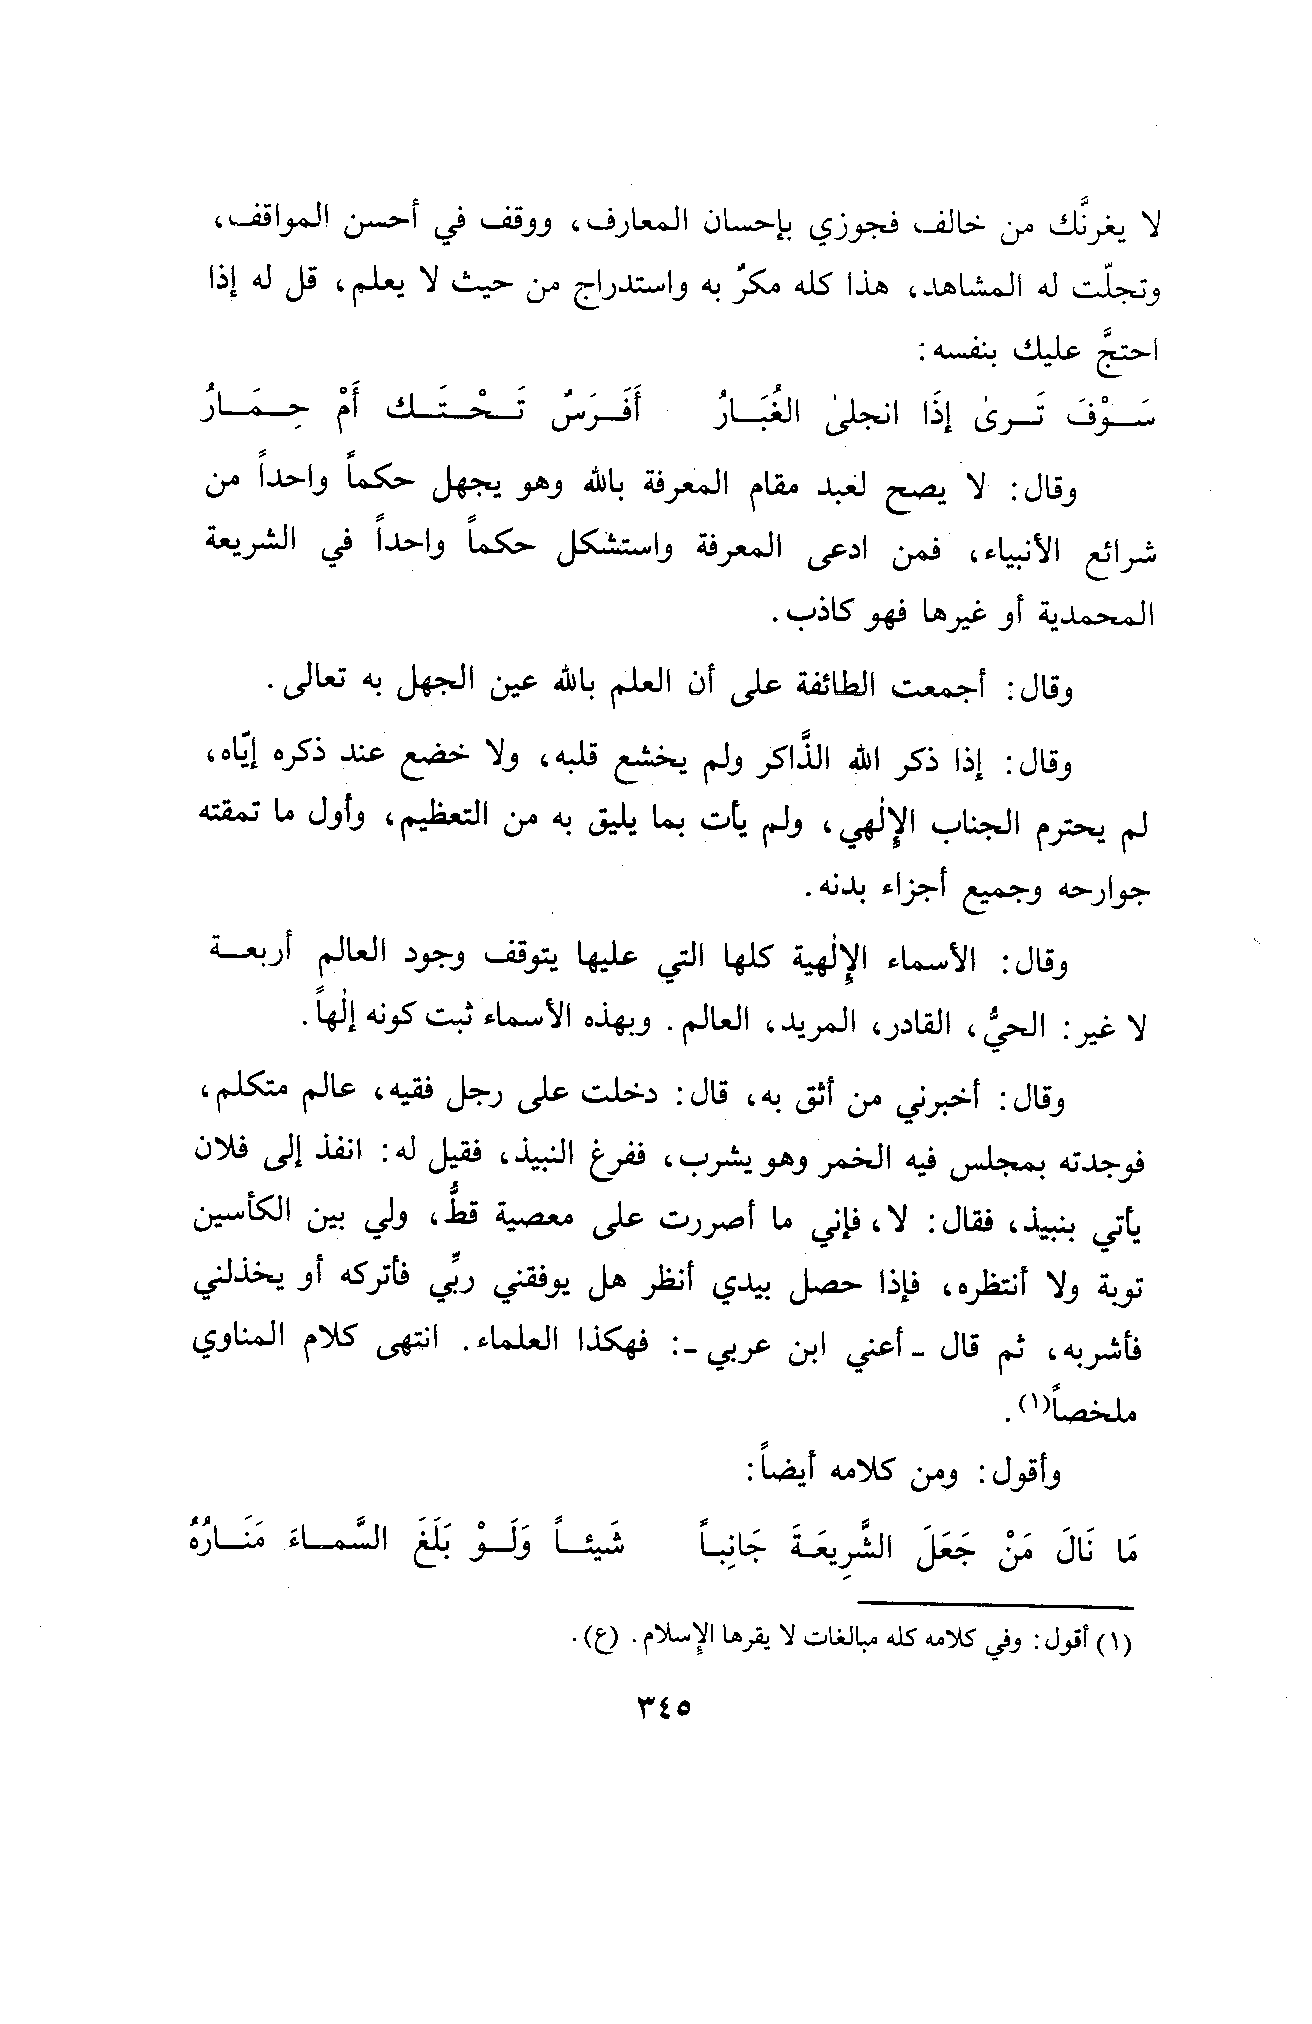 لا يغرنَّك من خالف فجوزي بإحسان المعارف، ووقف في أحسن المواقف،
وتجلّت له المشاهد، هذا كله مكرٌ به واستدراج من حيث لا يعلم، قل له إذا
احتجَّ عليك بنفسه:
سَـوْفَ تَـرىٰ إذَا انجلىٰ الغُبَـارُ أَفَـرَسٌ تَـحْـتَـك أَمْ حِـمَـارُ
وقال: لا يصح لعبد مقام المعرفة بالله وهو يجهل حكماً واحداً من
شرائع الأنبياء، فمن ادعى المعرفة واستشكل حكماً واحداً في الشريعة
المحمدية أو غيرها فهو كاذب.
وقال: أجمعت الطائفة على أن العلم بالله عين الجهل به تعالى.
وقال: إذا ذكر الله الذَّاكر ولم يخشع قلبه، ولا خضع عند ذكره إيّاه،
لم يحترم الجناب الإلٰهي، ولم يأت بما يليق به من التعظيم، وأول ما تمقته
جوارحه وجميع أجزاء بدنه.
وقال: الأسماء الإلٰهية كلها التي عليها يتوقف وجود العالم أربعـة
لا غير: الحيُّ، القادر، المريد، العالم. وبهذه الأسماء ثبت كونه إلٰهاً.
وقال: أخبرني من أثق به، قال: دخلت على رجل فقيه، عالم متكلم،
فوجدته بمجلس فيه الخمر وهو يشرب، ففرغ النبيذ، فقيل له: انفذ إلى فلان
يأتي بنبيذ، فقال: لا، فإني ما أصررت على معصية قطُّ، ولي بين الكأسين
توبة ولا أنتظره، فإذا حصل بيدي أنظر هل يوفقني ربِّي فأتركه أو يخذلني
فأشربه، ثم قال ـ أعني ابن عربي ـ: فهكذا العلماء. انتهى كلام المناوي
ملخصاً(١).
وأقول: ومن كلامه أيضاً:
مَا نَالَ مَنْ جَعَلَ الشَّرِيعَـةَ جَانِبـاً شَيئـاً وَلَـوْ بَلَغَ السَّمـاءَ مَنَـارُهُ
(١) أقول: وفي كلامه كله مبالغات لا يقرها الإسلام. (ع).
٣٤٥